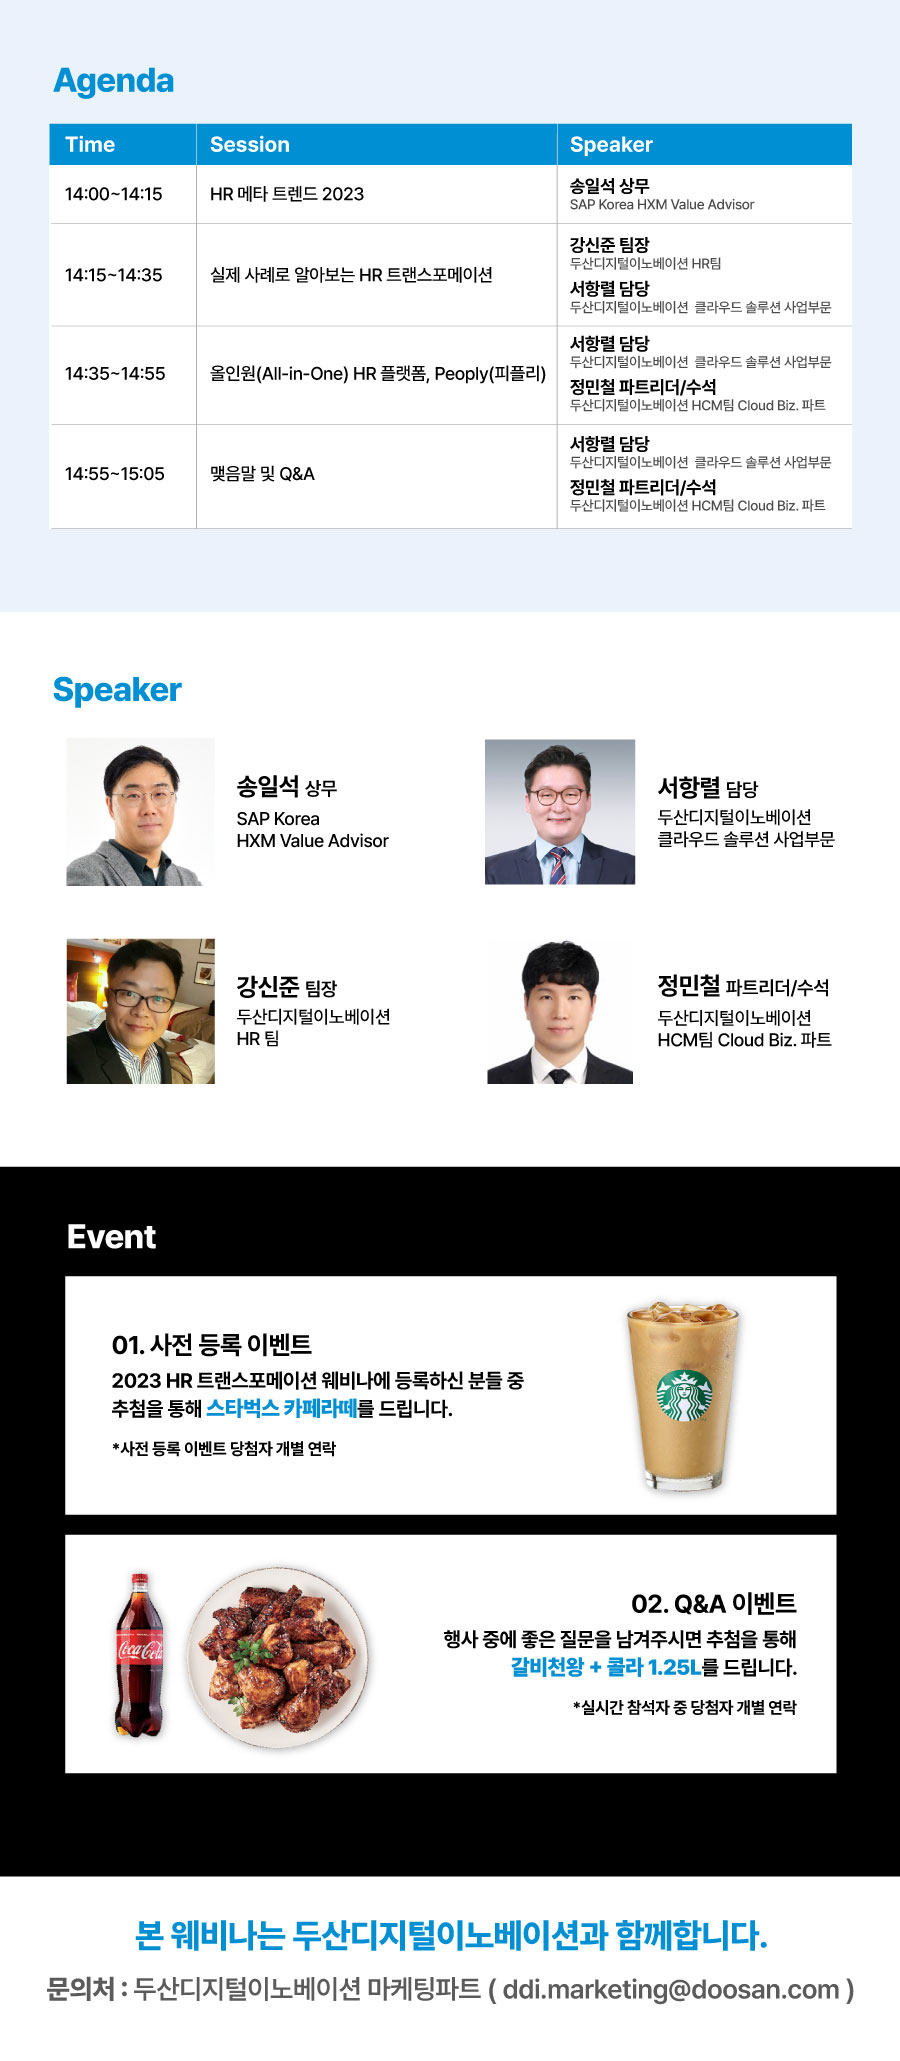 Agenda
Time Session Speaker
14:00~14:15 HR 메타 트렌드 2023 송일석 상무
SAP Korea HXM Value Advisor
14:15~14:35 실제 사례로 알아보는 HR 트랜스포메이션 강신준 팀장
두산디지털이노베이션 HR팀
서항렬 담당
두산디지털이노베이션 클라우드 솔루션 사업부문
14:35~14:55 올인원(All-in-One) HR 플랫폼, Peoply(피플리) 서항렬 담당
두산디지털이노베이션 클라우드 솔루션 사업부문
정민철 파트리더/수석
두산디지털이노베이션 HCM팀 Cloud Biz. 파트
14:55~15:05 맺음말 및 Q&A 서항렬 담당
두산디지털이노베이션 클라우드 솔루션 사업부문
정민철 파트리더/수석
두산디지털이노베이션 HCM팀 Cloud Biz. 파트
Speaker
송일석 상무
SAP Korea
HXM Value Advisor
서항렬 담당
두산디지털이노베이션
클라우드 솔루션 사업부문
강신준 팀장
두산디지털이노베이션
HR 팀
정민철 파트리더/수석
두산디지털이노베이션
HCM팀 Cloud Biz. 파트
Event
01. 사전 등록 이벤트
2023 HR 트랜스포메이션 웨비나에 등록하신 분들 중
추첨을 통해 스타벅스 카페라떼를 드립니다.
*사전 등록 이벤트 당첨자 개별 연락
Coca-Cola
02. Q&A 이벤트
행사 중에 좋은 질문을 남겨주시면 추첨을 통해
갈비천왕 + 콜라 1.25L를 드립니다.
*실시간 참석자 중 당첨자 개별 연락
본 웨비나는 두산디지털이노베이션과 함께합니다.
문의처 : 두산디지털이노베이션 마케팅파트 ( ddi.marketing@doosan.com )